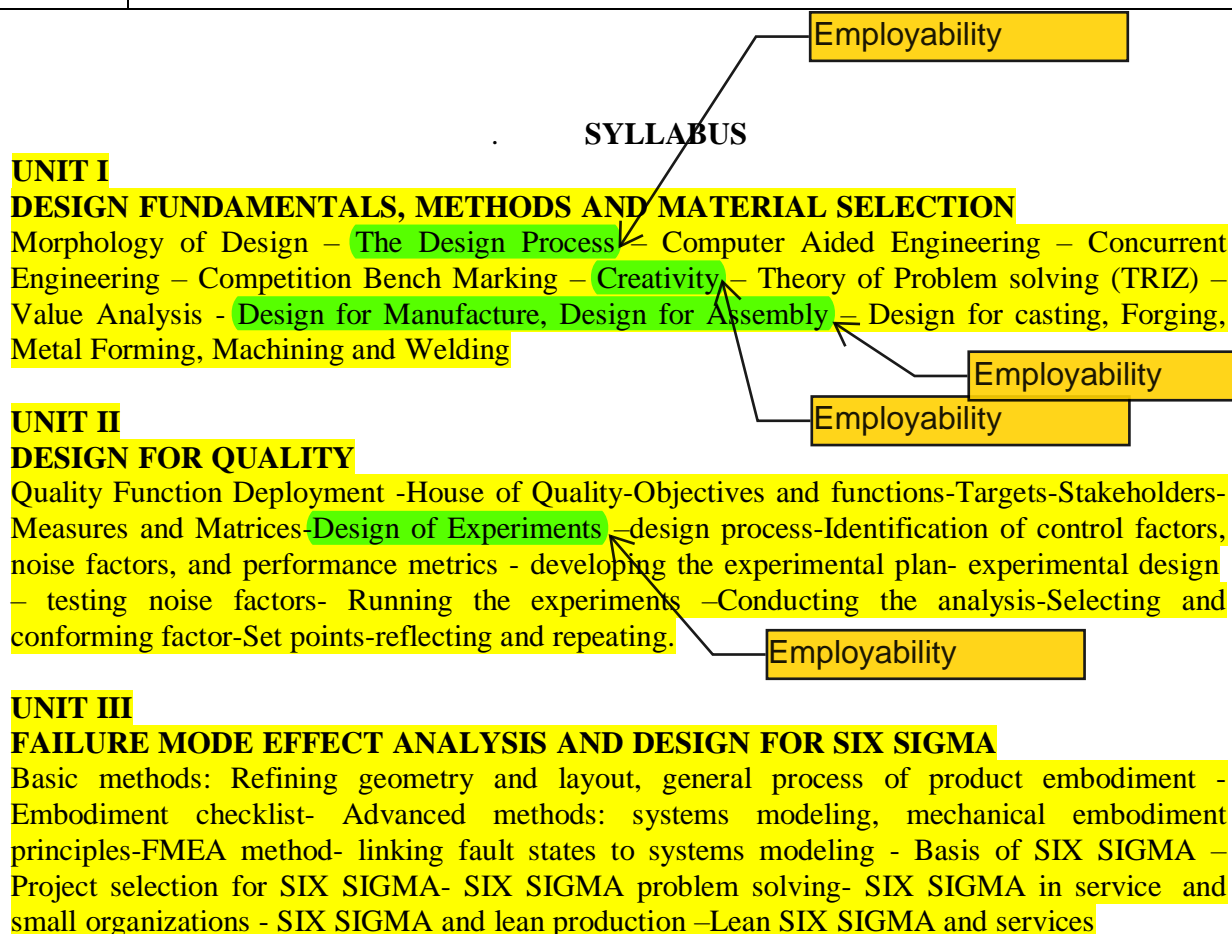 Employability
. SYLLABUS
UNIT I
DESIGN FUNDAMENTALS, METHODS AND MATERIAL SELECTION
Morphology of Design – The Design Process – Computer Aided Engineering – Concurrent
Engineering – Competition Bench Marking – Creativity – Theory of Problem solving (TRIZ) –
Value Analysis - Design for Manufacture, Design for Assembly – Design for casting, Forging,
Metal Forming, Machining and Welding
Employability
Employability
UNIT II
DESIGN FOR QUALITY
Quality Function Deployment -House of Quality-Objectives and functions-Targets-Stakeholders-
Measures and Matrices-Design of Experiments –design process-Identification of control factors,
noise factors, and performance metrics - developing the experimental plan- experimental design
– testing noise factors- Running the experiments –Conducting the analysis-Selecting and
conforming factor-Set points-reflecting and repeating.
Employability
UNIT III
FAILURE MODE EFFECT ANALYSIS AND DESIGN FOR SIX SIGMA
Basic methods: Refining geometry and layout, general process of product embodiment -
Embodiment checklist- Advanced methods: systems modeling, mechanical embodiment
principles-FMEA method- linking fault states to systems modeling - Basis of SIX SIGMA –
Project selection for SIX SIGMA- SIX SIGMA problem solving- SIX SIGMA in service and
small organizations - SIX SIGMA and lean production –Lean SIX SIGMA and services